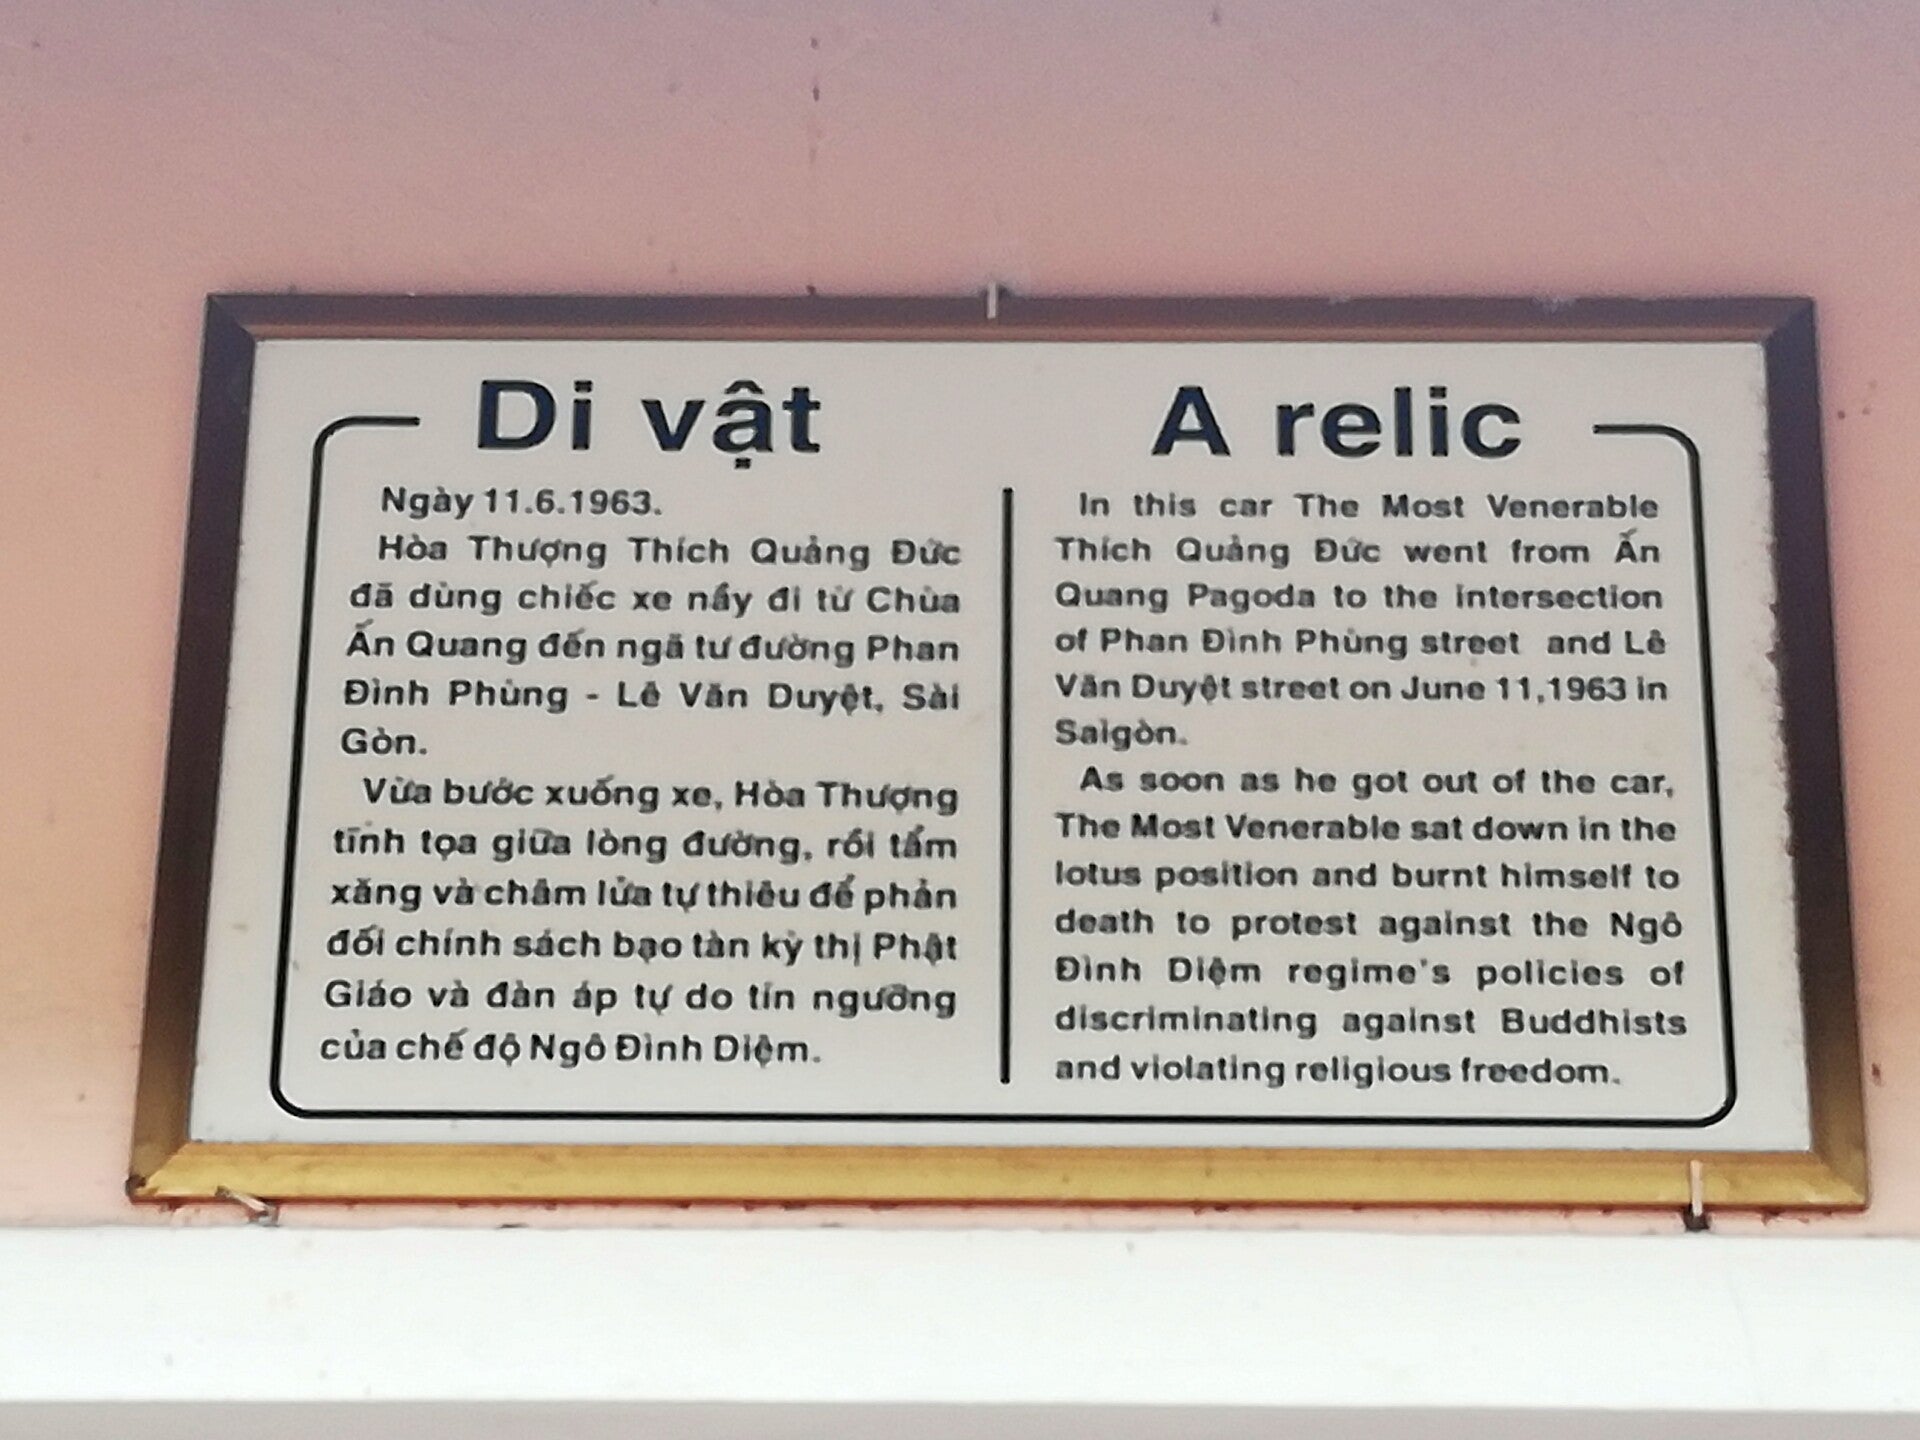 Di vật
Ngày 11.6.1963.
Hòa Thượng Thích Quảng Đức
đã dùng chiếc xe nầy đi từ Chùa
Ấn Quang đến ngã tư đường Phan
Đình Phùng - Lê Văn Duyệt, Sài
Gòn.
Vừa bước xuống xe, Hòa Thượng
tĩnh tọa giữa lòng đường, rồi tẩm
xăng và châm lửa tự thiêu để phản
đối chính sách bạo tàn kỳ thị Phật
Giáo và đàn áp tự do tín ngưỡng
của chế độ Ngô Đình Diệm.
A relic
In this car The Most Venerable
Thích Quảng Đức went from Ấn
Quang Pagoda to the intersection
of Phan Đình Phùng street and Lê
Văn Duyệt street on June 11,1963 in
Saigòn.
As soon as he got out of the car,
The Most Venerable sat down in the
lotus position and burnt himself to
death to protest against the Ngô
Đình Diệm regime's policies of
discriminating against Buddhists
and violating religious freedom.